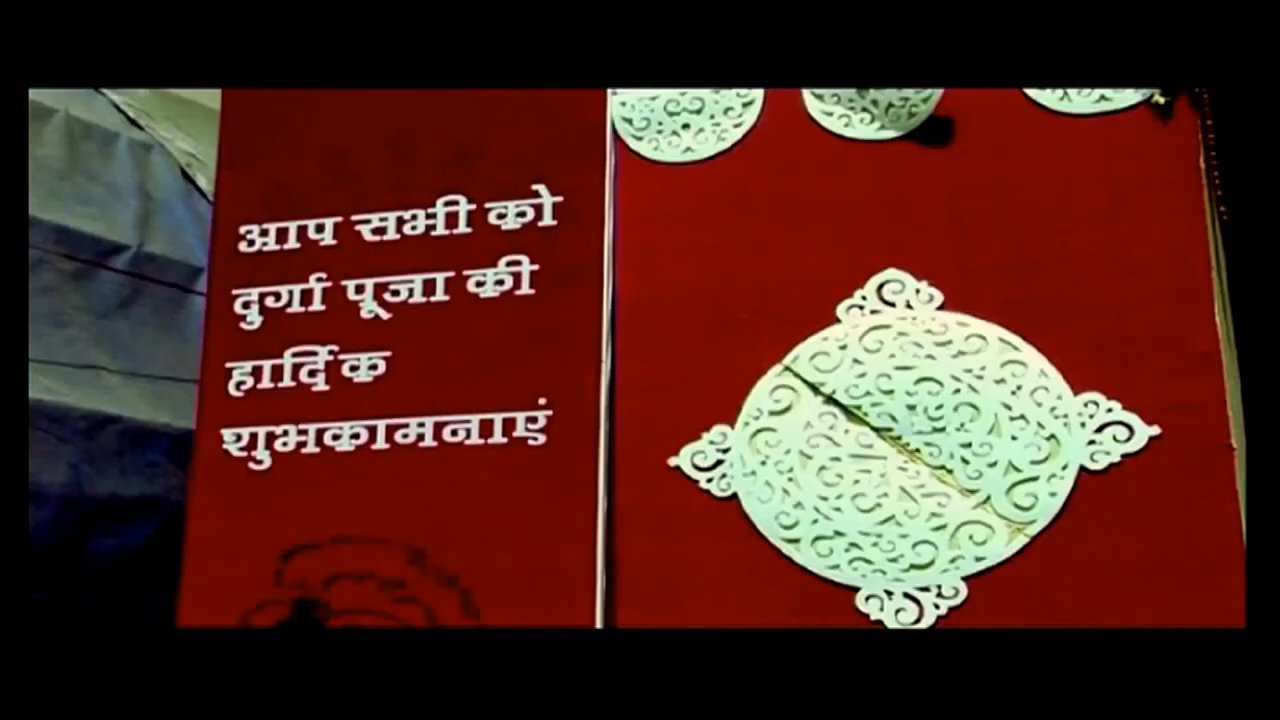 आप सभी को
दुर्गा पूजा की
हार्दिक
शुभकामनाएं